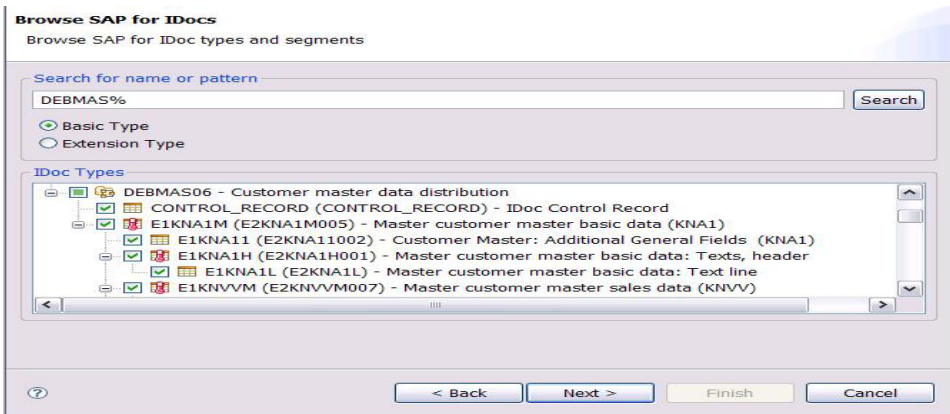 Browse SAP for IDocs
Browse SAP for IDoc types and segments
Search for name or pattern
DEBMAS%
Search
Basic Type
Extension Type
IDoc Types
DEBMAS06 - Customer master data distribution
CONTROL_RECORD (CONTROL_RECORD) - IDoc Control Record
E1KNA1M (E2KNA1M005) - Master customer master basic data (KNA1)
E1KNA11 (E2KNA11002) - Customer Master: Additional General Fields (KNA1)
E1KNA1H (E2KNA1H001) - Master customer master basic data: Texts, header
E1KNA1L (E2KNA1L) - Master customer master basic data: Text line
E1KNVVM (E2KNVVM007) - Master customer master sales data (KNVV)
?
< Back
Next >
Finish
Cancel